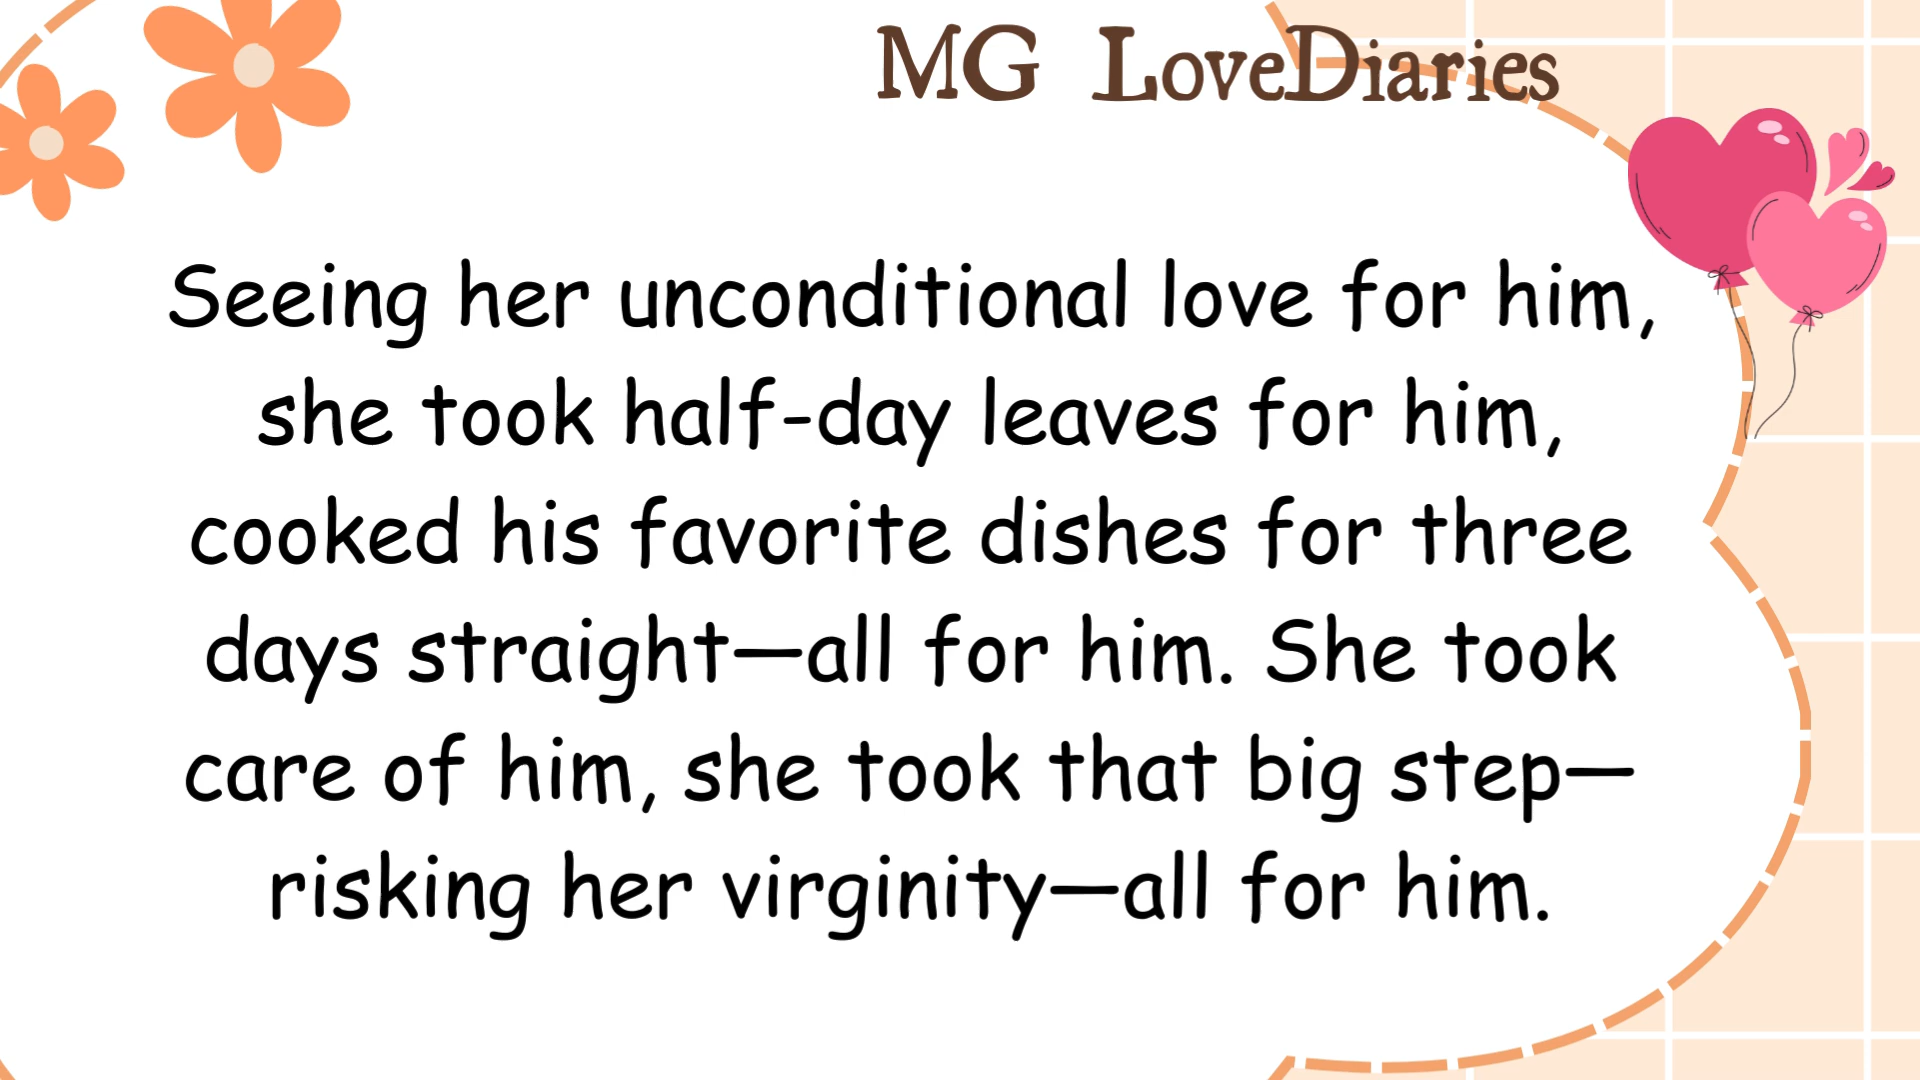 MG LoveDiaries
Seeing her unconditional love for him,
she took half-day leaves for him,
cooked his favorite dishes for three
days straight—all for him. She took
care of him, she took that big step—
risking her virginity—all for him.